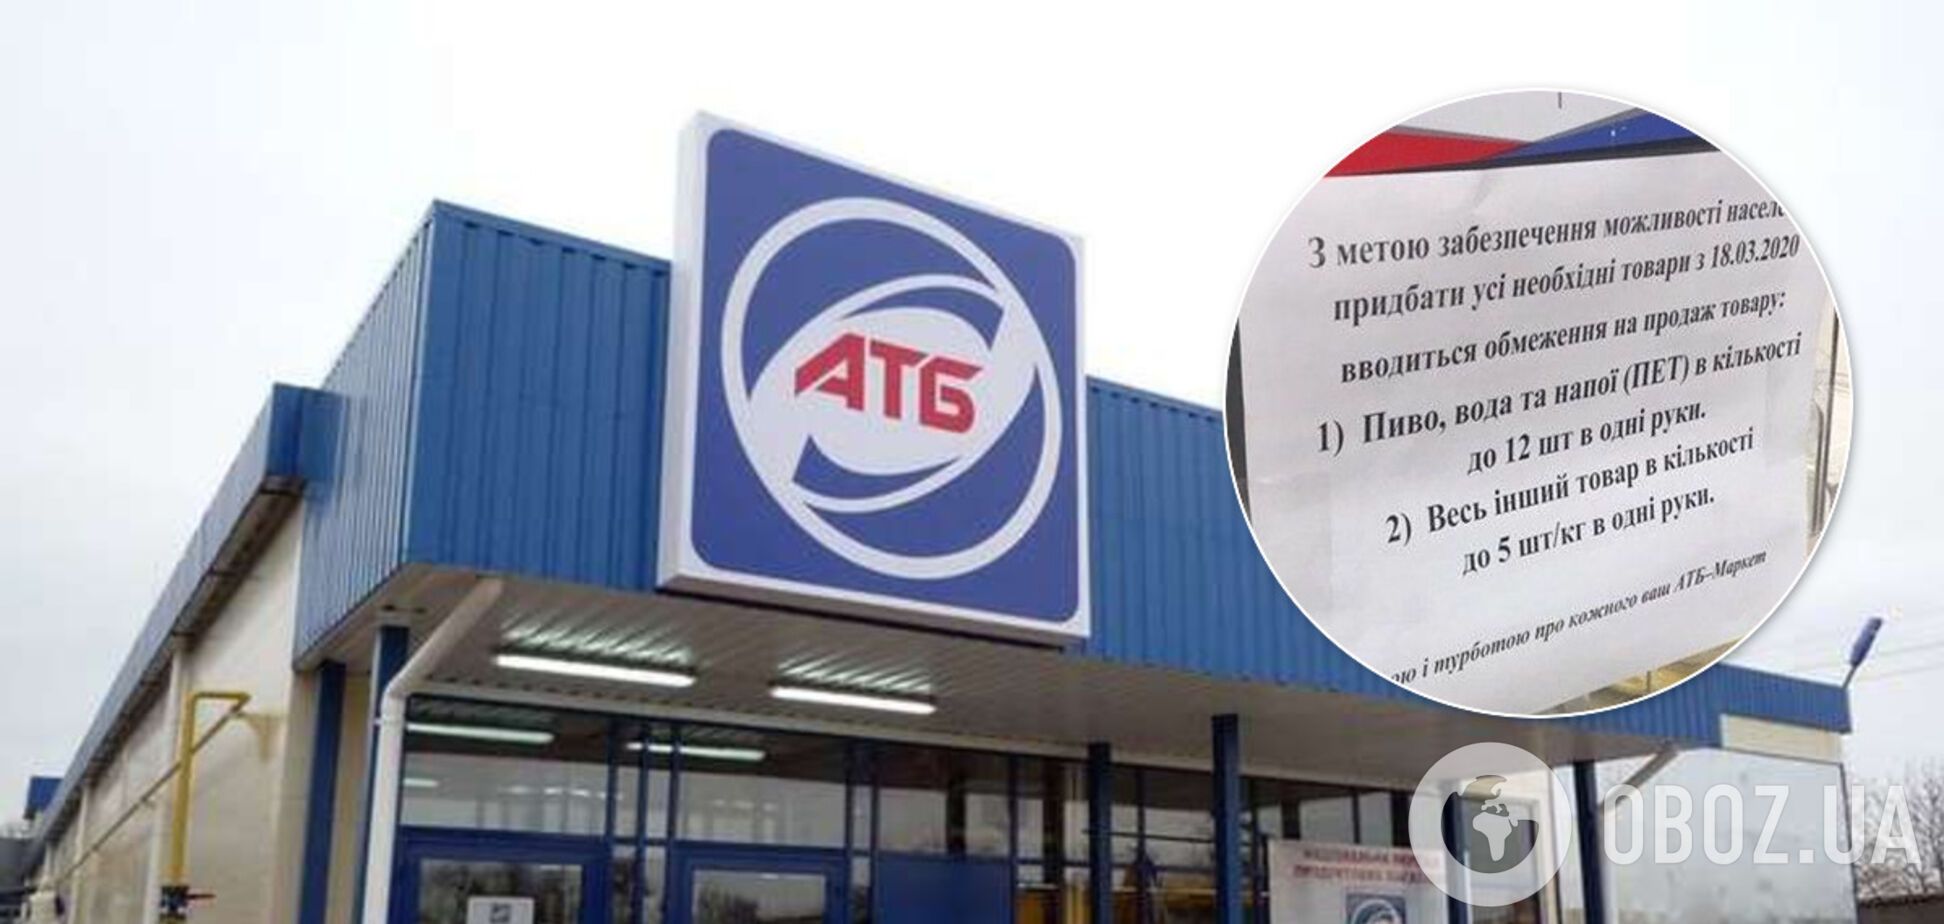 АТБ
З метою забезпечення можливості населе
придбати усі необхідні товари з 18.03.2020
вводиться обмеження на продаж товару:
1) Пиво, вода та напої (ПЕТ) в кількості
до 12 шт в одні руки.
2) Весь інший товар в кількості
до 5 шт/кг в одні руки.
ою і турботою про кожного ваш АТБ–Маркет
OBOZ.UA